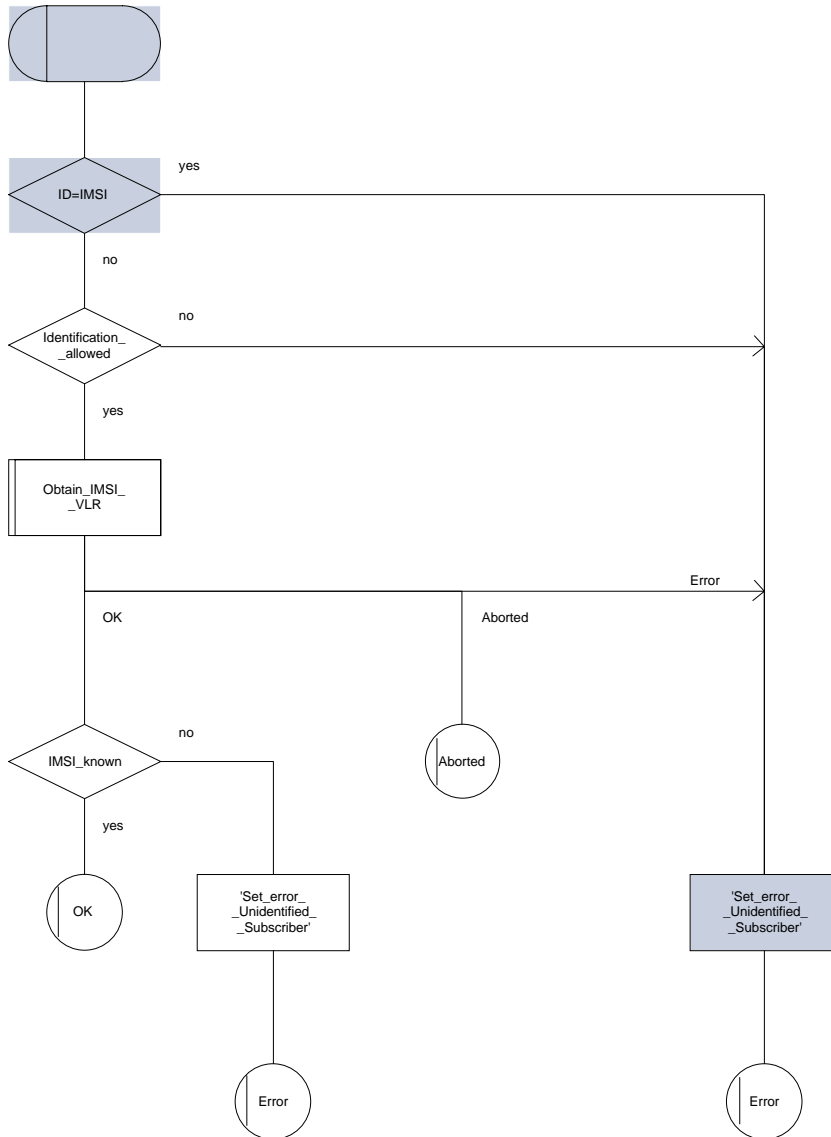 yes
ID=IMSI
no
no
Identification_
_allowed
yes
Obtain_IMSI_
_VLR
Error
OK
Aborted
no
IMSI_known
Aborted
yes
OK
'Set_error_
_Unidentified_
_Subscriber'
'Set_error_
_Unidentified_
_Subscriber'
Error
Error